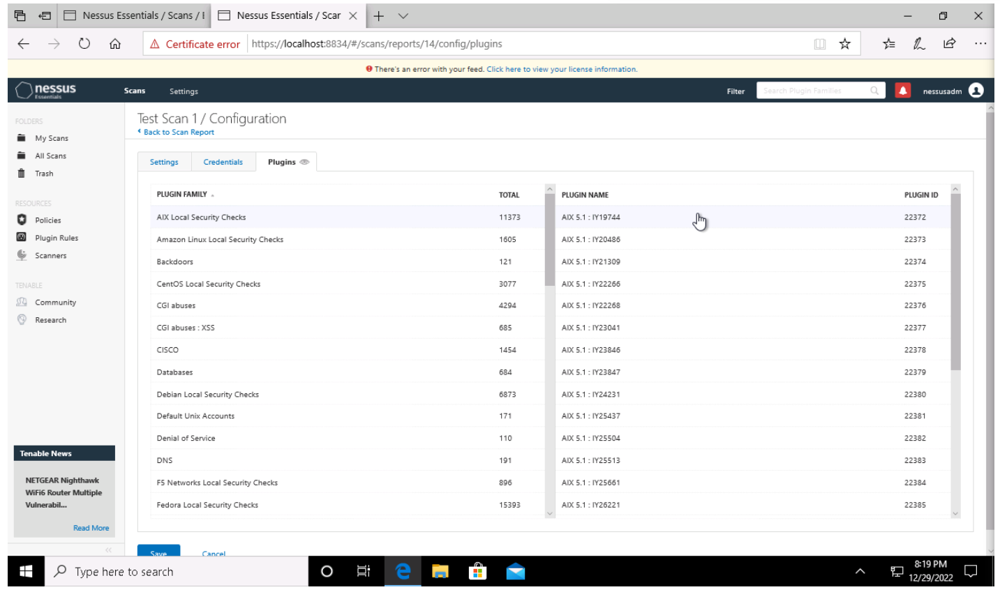 Nessus Essentials / Scans / I
Nessus Essentials / Scar
Certificate error
https://localhost:8834/#/scans/reports/14/config/plugins
There's an error with your feed. Click here to view your license information.
nessus
Essentials
Scans
Settings
Filter
Search Plugin Families
nessusadm
FOLDERS
My Scans
All Scans
Trash
RESOURCES
Policies
Plugin Rules
Scanners
TENABLE
Community
Research
Tenable News
NETGEAR Nighthawk
WiFi6 Router Multiple
Vulnerabil...
Read More
Test Scan 1 / Configuration
Back to Scan Report
Settings
Credentials
Plugins
PLUGIN FAMILY TOTAL
AIX Local Security Checks 11373
Amazon Linux Local Security Checks 1605
Backdoors 121
CentOS Local Security Checks 3077
CGI abuses 4294
CGI abuses : XSS 685
CISCO 1454
Databases 684
Debian Local Security Checks 6873
Default Unix Accounts 171
Denial of Service 110
DNS 191
F5 Networks Local Security Checks 896
Fedora Local Security Checks 15393
PLUGIN NAME PLUGIN ID
AIX 5.1 : IY19744 22372
AIX 5.1 : IY20486 22373
AIX 5.1 : IY21309 22374
AIX 5.1 : IY22266 22375
AIX 5.1 : IY22268 22376
AIX 5.1 : IY23041 22377
AIX 5.1 : IY23846 22378
AIX 5.1 : IY23847 22379
AIX 5.1 : IY24231 22380
AIX 5.1 : IY25437 22381
AIX 5.1 : IY25504 22382
AIX 5.1 : IY25513 22383
AIX 5.1 : IY25661 22384
AIX 5.1 : IY26221 22385
Save
Cancel
Type here to search
8:19 PM
12/29/2022